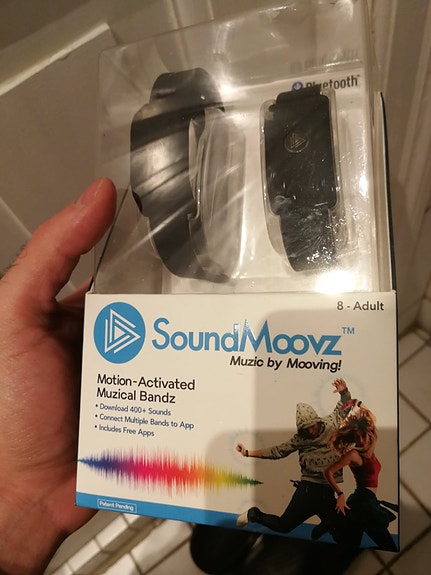 Bluetooth
8 - Adult
SoundMoovz™
Muzic by Mooving!
Motion-Activated
Muzical Bandz
• Download 400+ Sounds
• Connect Multiple Bands to App
• Includes Free Apps
Patent Pending